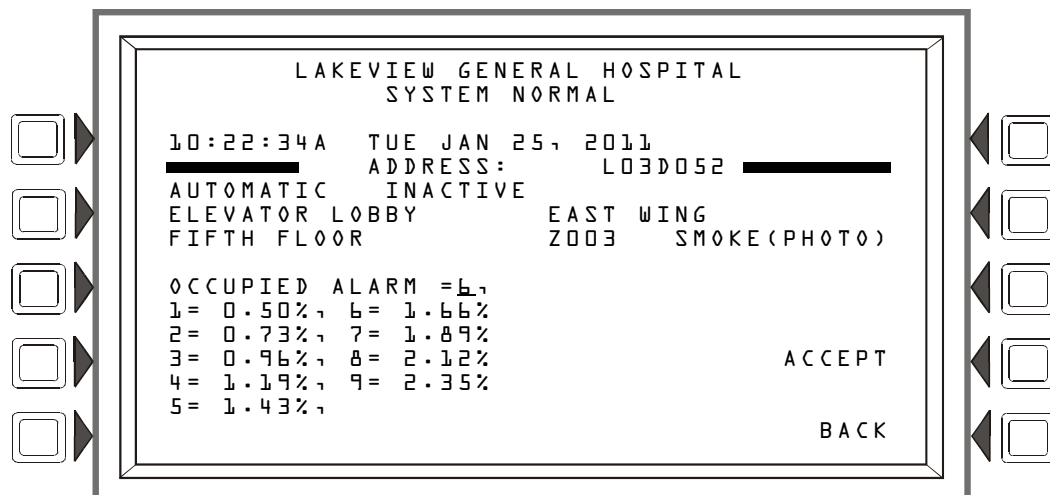 LAKEVIEW GENERAL HOSPITAL
SYSTEM NORMAL
10:22:34A TUE JAN 25, 2011
ADDRESS: L03D052
AUTOMATIC INACTIVE
ELEVATOR LOBBY EAST WING
FIFTH FLOOR Z003 SMOKE(PHOTO)
OCCUPIED ALARM =6,
1= 0.50%, 6= 1.66%
2= 0.73%, 7= 1.89%
3= 0.96%, 8= 2.12%
ACCEPT
4= 1.19%, 9= 2.35%
5= 1.43%,
BACK